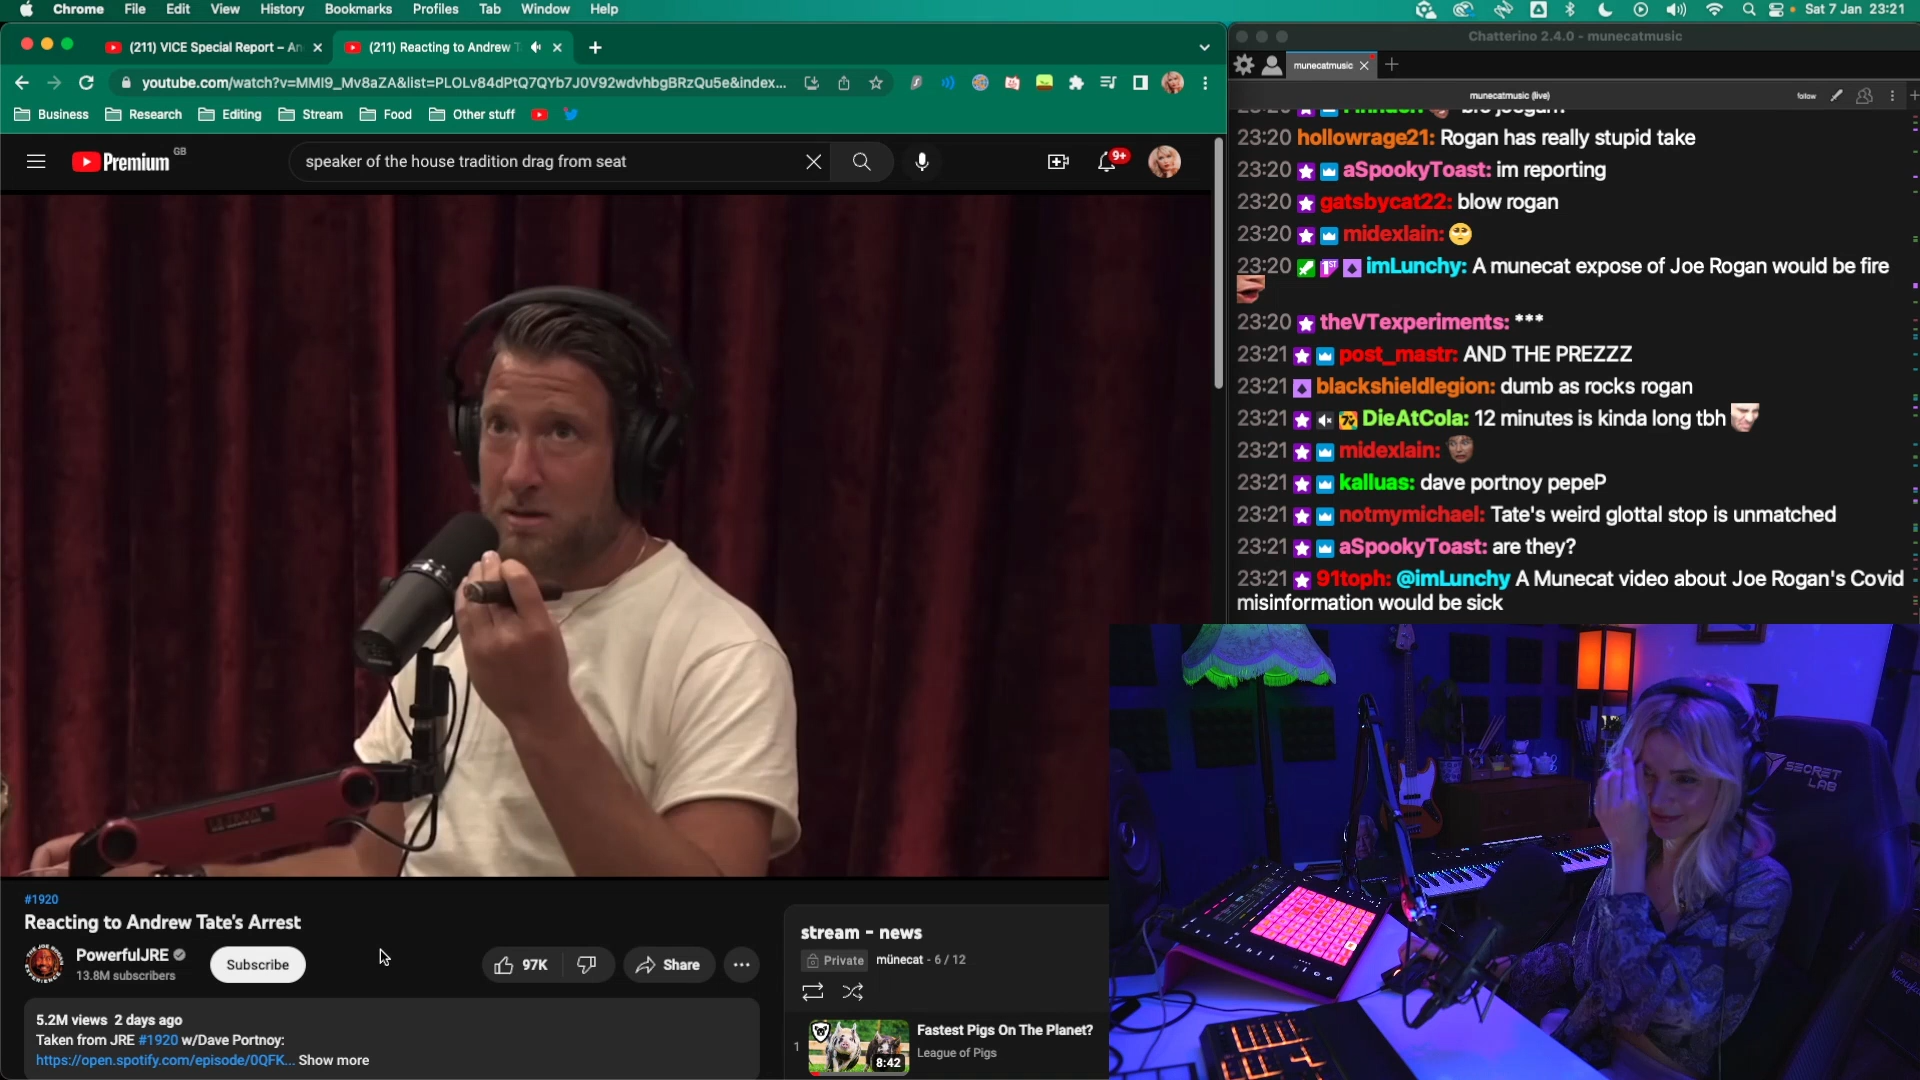 Chrome File Edit View History Bookmarks Profiles Tab Window Help
Sat 7 Jan 23:21
(211) VICE Special Report – An
(211) Reacting to Andrew T
youtube.com/watch?v=MMI9_Mv8aZA&list=PLOLv84dPtQ7QYb7J0V92wdvhbgBRzQu5e&index...
Business Research Editing Stream Food Other stuff
Premium GB
speaker of the house tradition drag from seat
9+
#1920
Reacting to Andrew Tate's Arrest
PowerfulJRE
13.8M subscribers
Subscribe
97K
Share
5.2M views 2 days ago
Taken from JRE #1920 w/Dave Portnoy:
https://open.spotify.com/episode/0QFK... Show more
stream - news
Private münecat - 6 / 12
1
8:42
Fastest Pigs On The Planet?
League of Pigs
Chatterino 2.4.0 - munecatmusic
munecatmusic
munecatmusic (live)
follow
23:20 hollowrage21: Rogan has really stupid take
23:20 aSpookyToast: im reporting
23:20 gatsbycat22: blow rogan
23:20 midexlain:
23:20 1ST imLunchy: A munecat expose of Joe Rogan would be fire
23:20 theVTexperiments: ***
23:21 post_mastr: AND THE PREZZZ
23:21 blackshieldlegion: dumb as rocks rogan
23:21 DieAtCola: 12 minutes is kinda long tbh
23:21 midexlain:
23:21 kalluas: dave portnoy pepeP
23:21 notmymichael: Tate's weird glottal stop is unmatched
23:21 aSpookyToast: are they?
23:21 91toph: @imLunchy A Munecat video about Joe Rogan's Covid
misinformation would be sick
SECRET
LAB